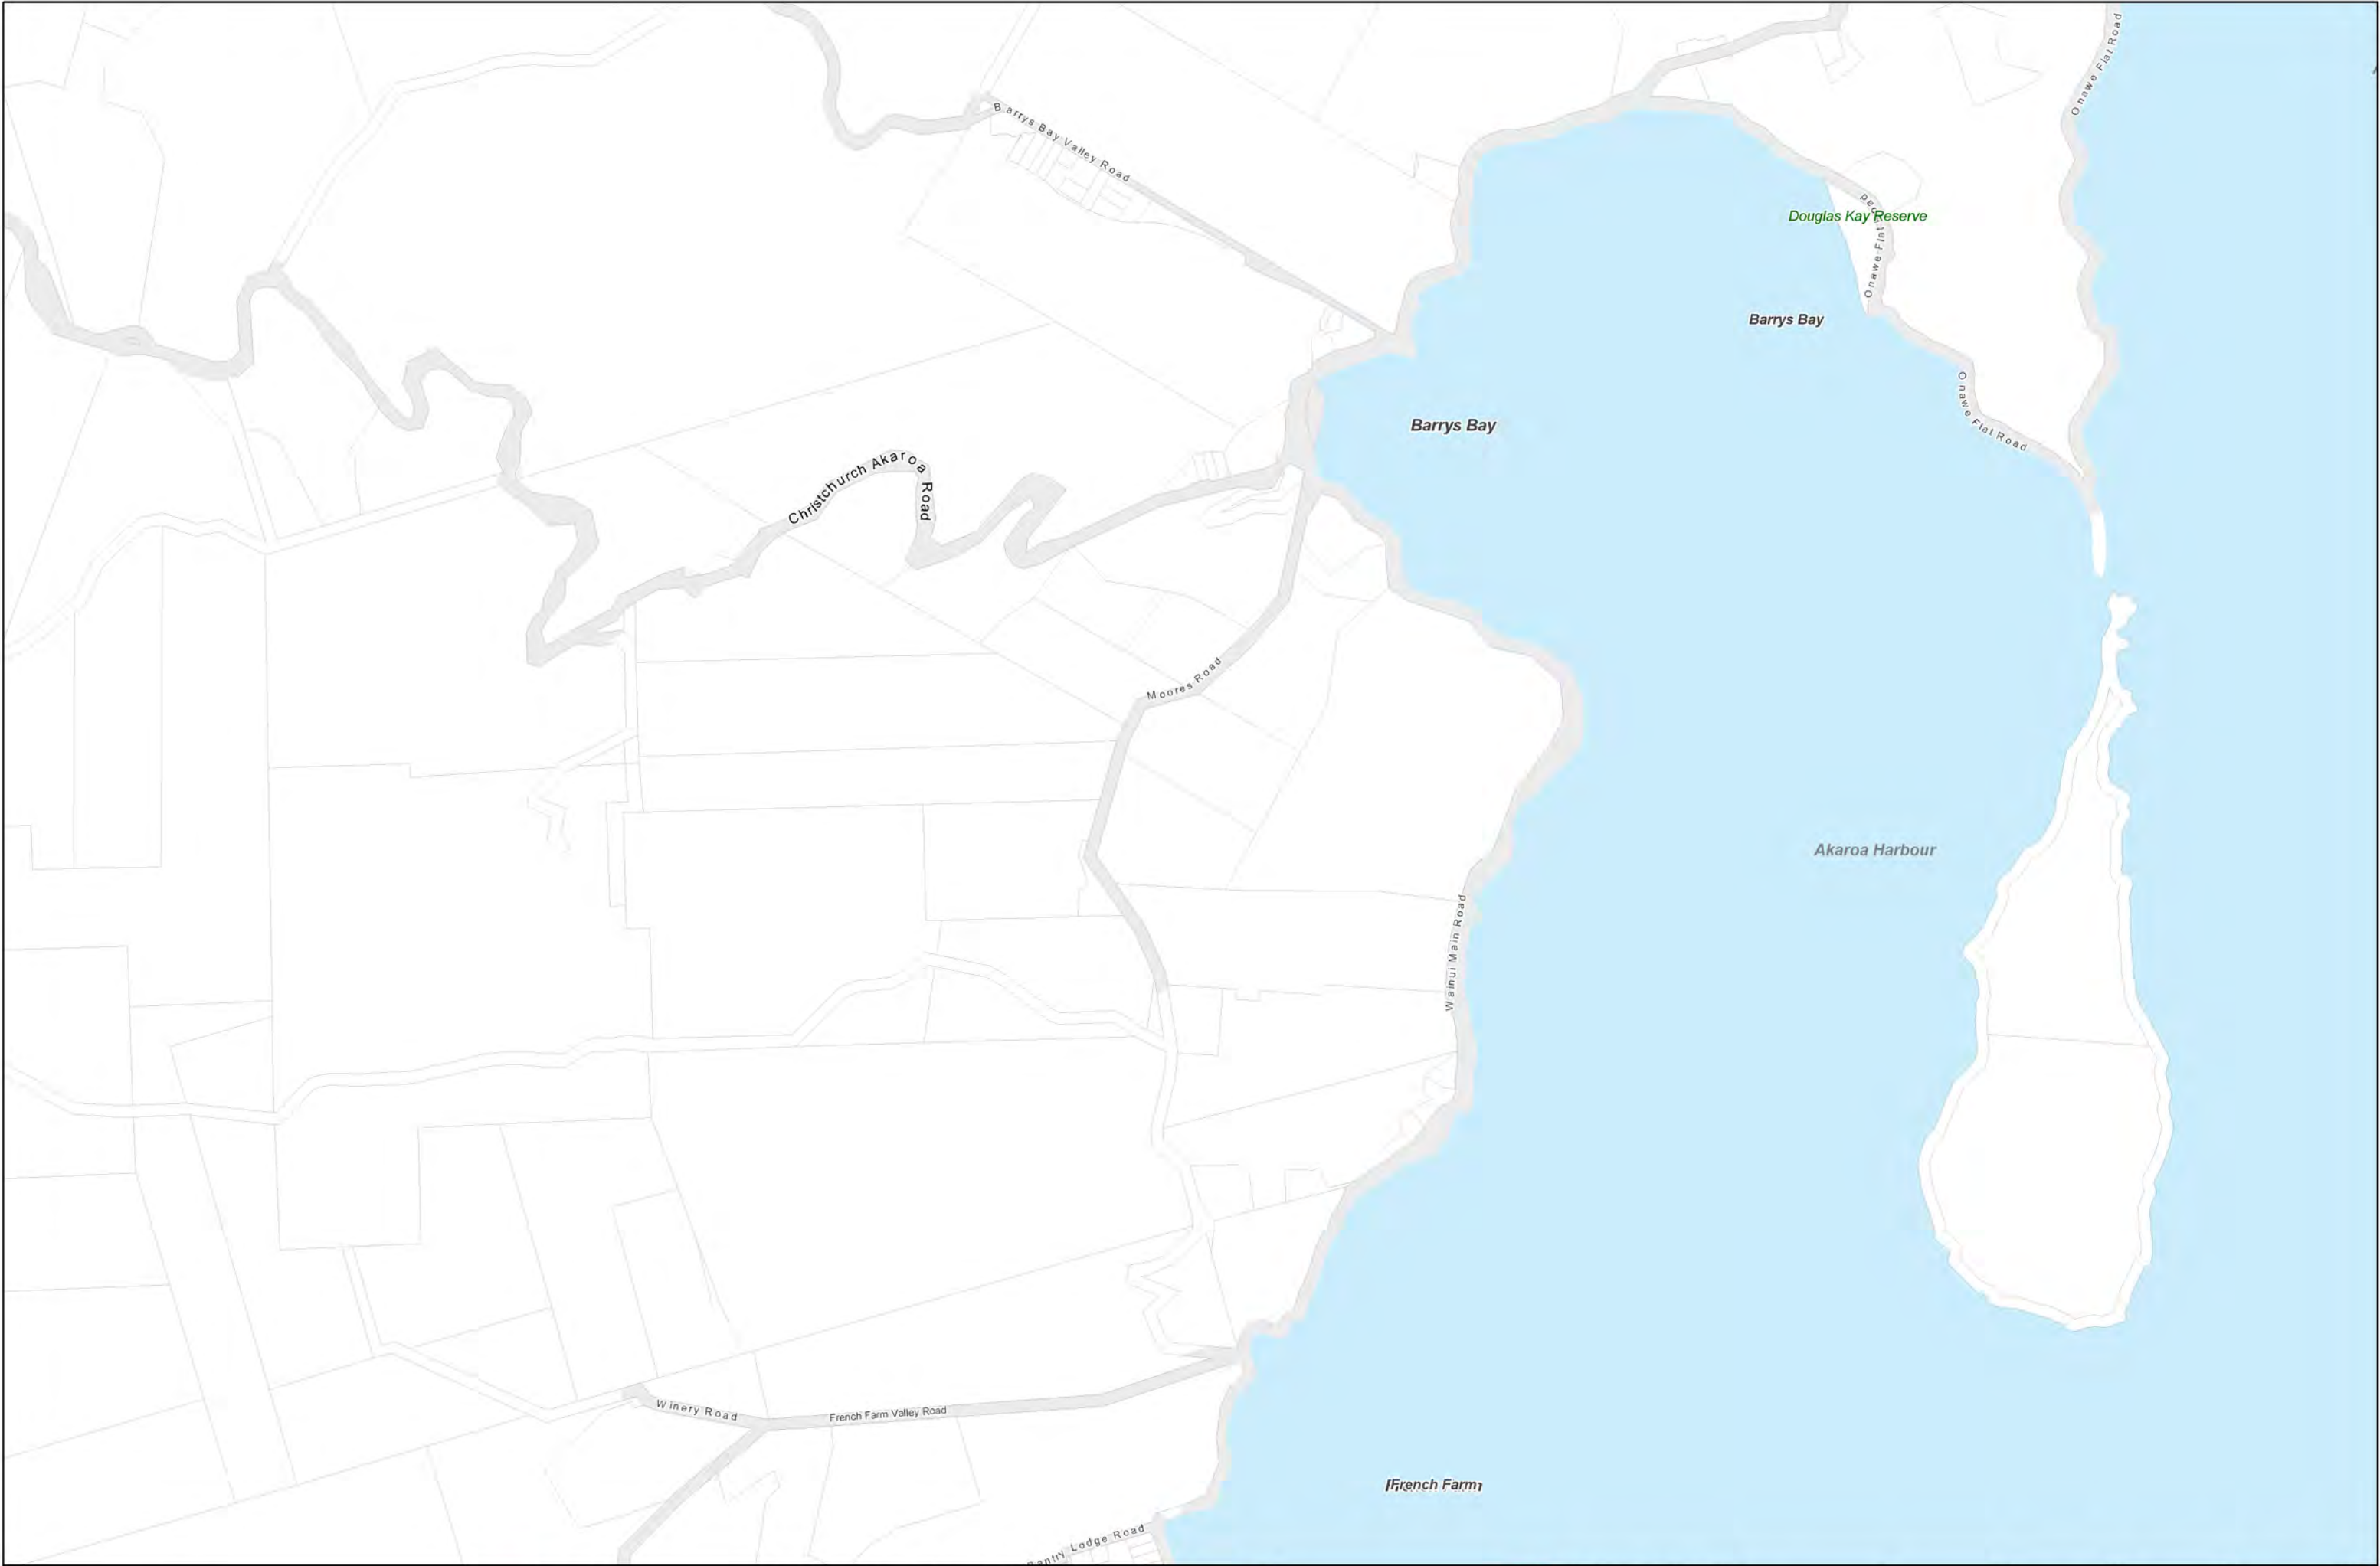 Onawe Flat Road
Barrys Bay Valley Road
Douglas Kay Reserve
Onawe Flat Road
Barrys Bay
Onawe Flat Road
Barrys Bay
Christchurch Akaroa Road
Moores Road
Akaroa Harbour
Wainui Main Road
Winery Road
French Farm Valley Road
French Farm
Lodge Road